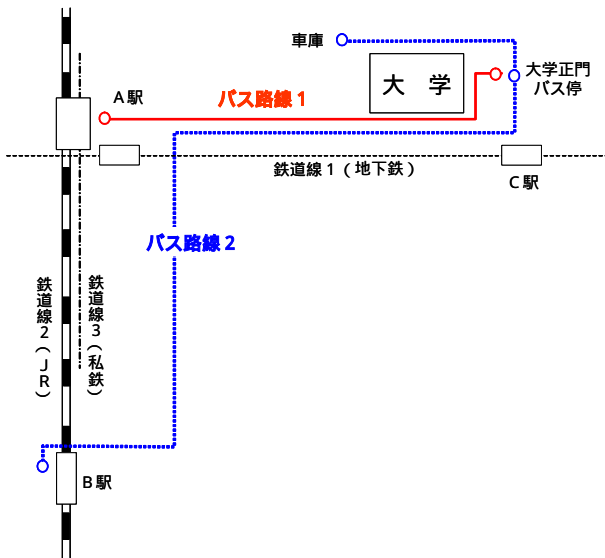 車庫
大 学
大学正門
バス停
A駅
バス路線1
鉄道線1(地下鉄)
C駅
バス路線2
鉄道線2(JR)
鉄道線3(私鉄)
B駅